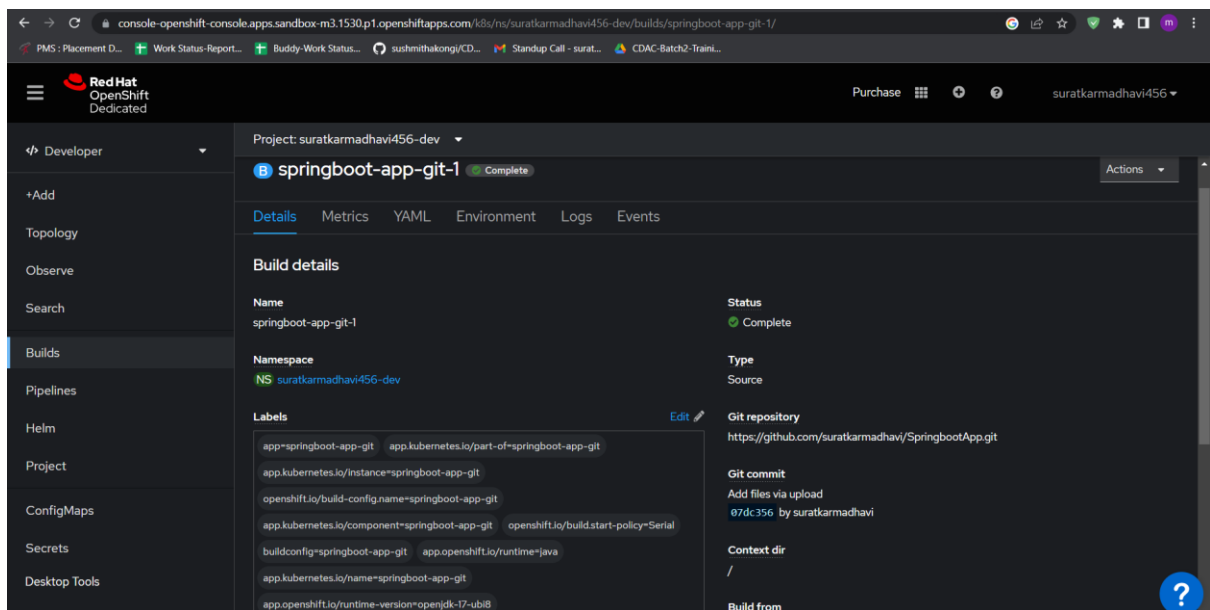 console-openshift-console.apps.sandbox-m3.1530.p1.openshiftapps.com/k8s/ns/suratkarmadhavi456-dev/builds/springboot-app-git-1/
PMS : Placement D... Work Status-Report... Buddy-Work Status... sushmithakongi/CD... Standup Call - surat... CDAC-Batch2-Traini...
Red Hat
OpenShift
Dedicated
Purchase
suratkarmadhavi456
Developer
+Add
Topology
Observe
Search
Builds
Pipelines
Helm
Project
ConfigMaps
Secrets
Desktop Tools
Project: suratkarmadhavi456-dev
B springboot-app-git-1 Complete
Actions
Details Metrics YAML Environment Logs Events
Build details
Name
springboot-app-git-1
Namespace
NS suratkarmadhavi456-dev
Labels Edit
app=springboot-app-git app.kubernetes.io/part-of=springboot-app-git
app.kubernetes.io/instance=springboot-app-git
openshift.io/build-config.name=springboot-app-git
app.kubernetes.io/component=springboot-app-git openshift.io/build.start-policy=Serial
buildconfig=springboot-app-git app.openshift.io/runtime=java
app.kubernetes.io/name=springboot-app-git
app.openshift.io/runtime-version=openjdk-17-ubi8
Status
Complete
Type
Source
Git repository
https://github.com/suratkarmadhavi/SpringbootApp.git
Git commit
Add files via upload
07dc356 by suratkarmadhavi
Context dir
/
Build from
?
G
m